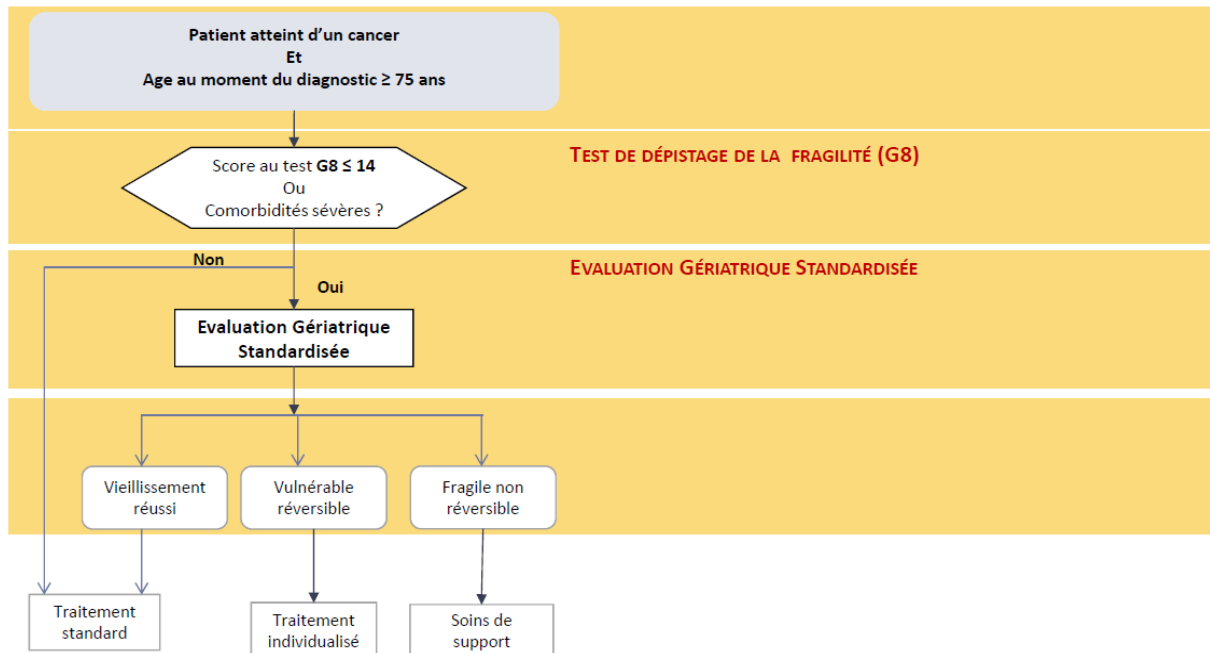 Patient atteint d'un cancer
Et
Age au moment du diagnostic ≥ 75 ans
Score au test G8 ≤ 14
Ou
Comorbidités sévères ?
TEST DE DÉPISTAGE DE LA FRAGILITÉ (G8)
Non
EVALUATION GÉRIATRIQUE STANDARDISÉE
Oui
Evaluation Gériatrique
Standardisée
Vieillissement
réussi
Vulnérable
réversible
Fragile non
réversible
Traitement
standard
Traitement
individualisé
Soins de
support